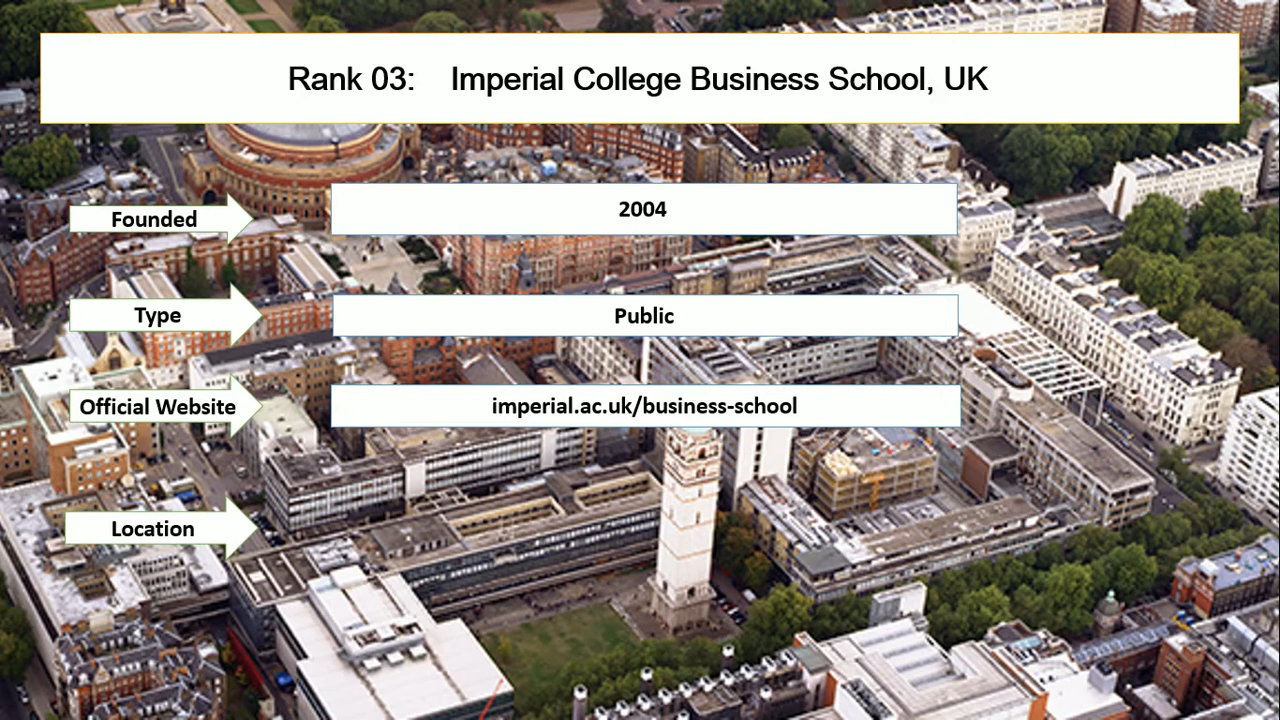 Rank 03: Imperial College Business School, UK
Founded
2004
Type
Public
Official Website
imperial.ac.uk/business-school
Location